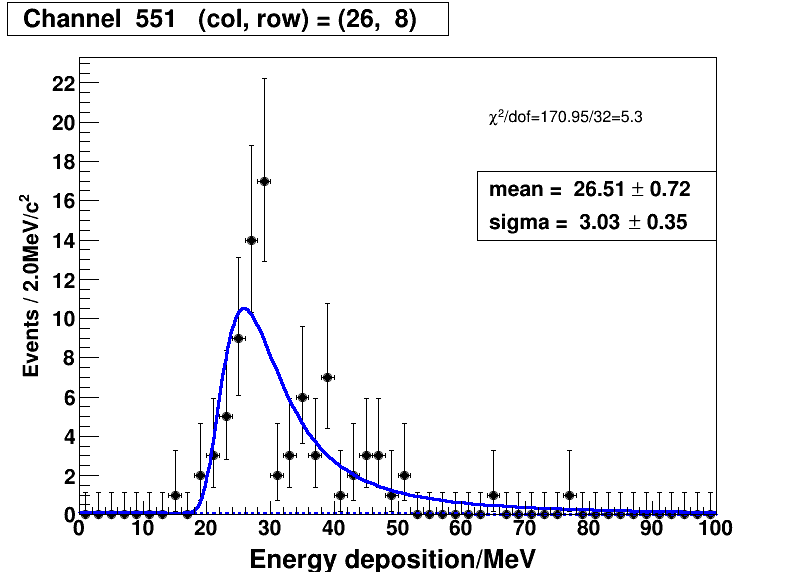 Channel  551   (col, row) = (26,  8)
χ²/dof=170.95/32=5.3
mean =  26.51 ± 0.72
sigma =  3.03 ± 0.35
Events / 2.0MeV/c²
22
20
18
16
14
12
10
8
6
4
2
0
0 10 20 30 40 50 60 70 80 90 100
Energy deposition/MeV